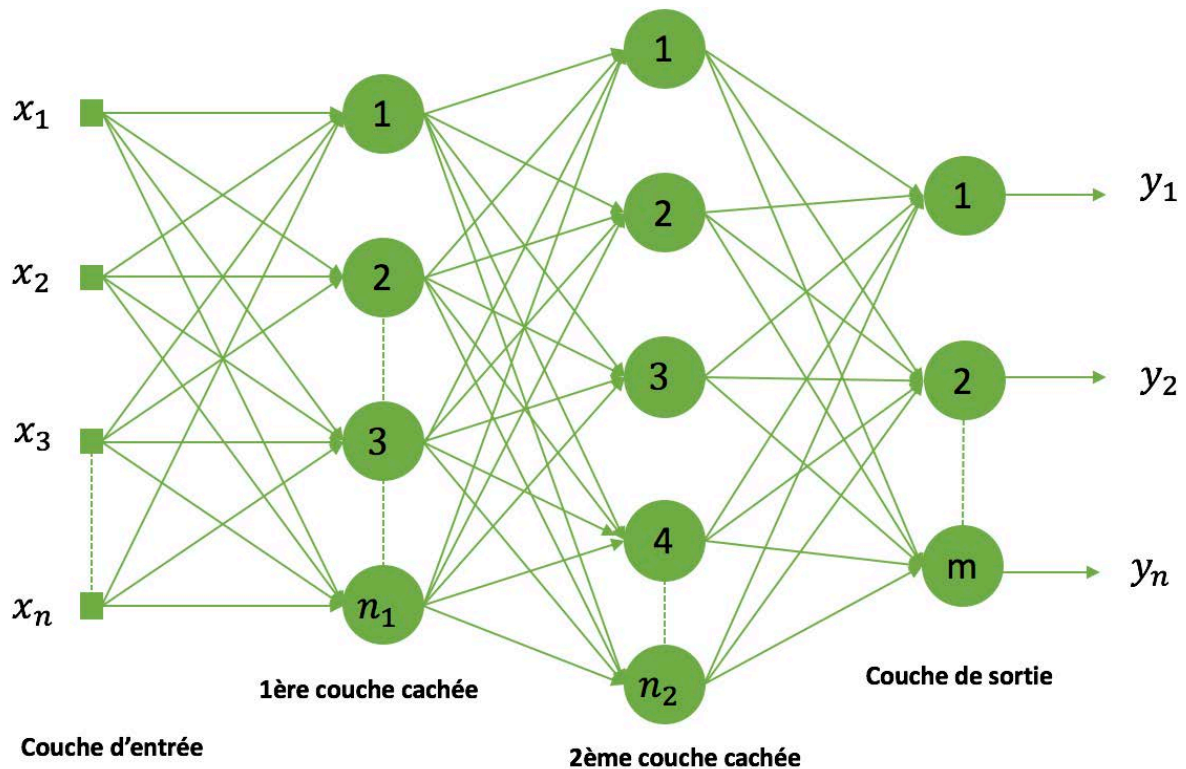 x₁
x₂
x₃
xₙ
1
2
3
n₁
1
2
3
4
n₂
1
2
m
y₁
y₂
yₙ
1ère couche cachée
Couche de sortie
Couche d'entrée
2ème couche cachée